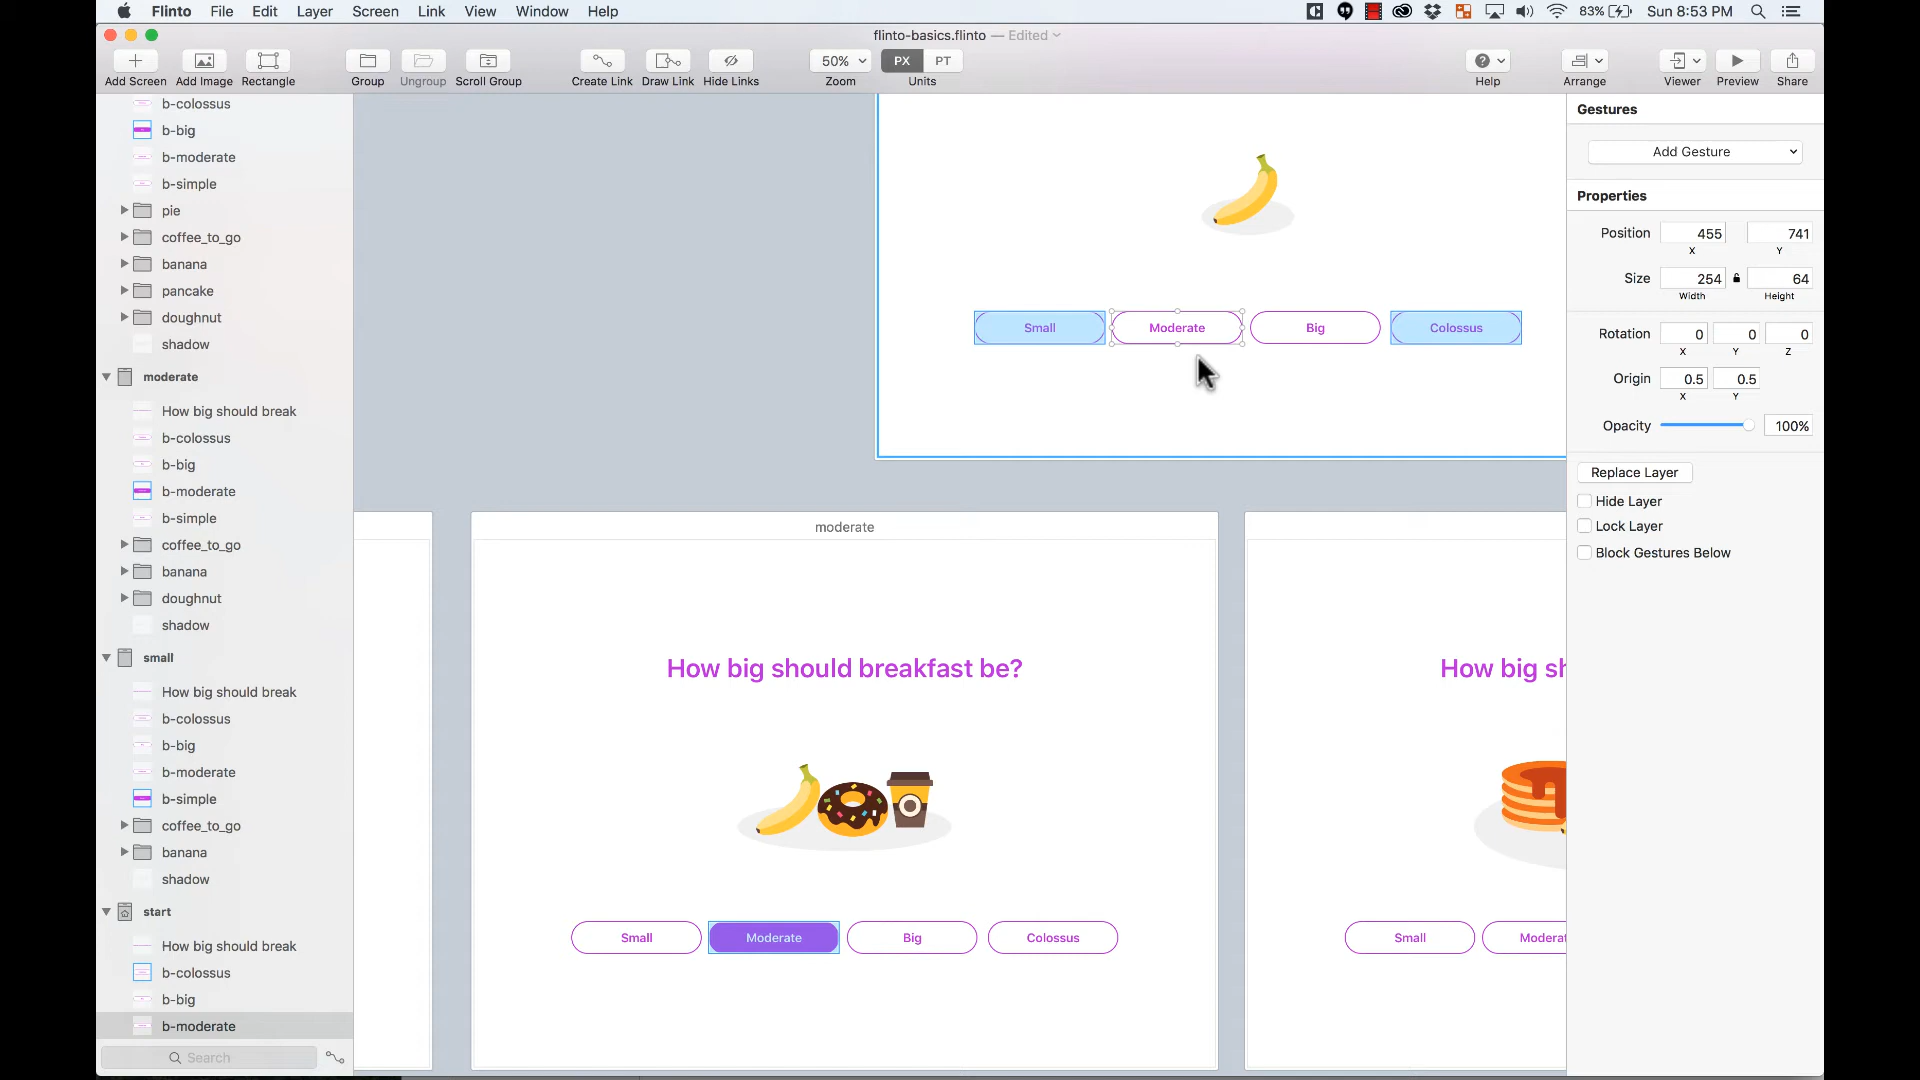 Flinto File Edit Layer Screen Link View Window Help 83% Sun 8:53 PM
flinto-basics.flinto — Edited
50% PX PT
Add Screen Add Image Rectangle Group Ungroup Scroll Group Create Link Draw Link Hide Links Zoom Units Help Arrange Viewer Preview Share
b-colossus
b-big
b-moderate
b-simple
pie
coffee_to_go
banana
pancake
doughnut
shadow
moderate
How big should break
b-colossus
b-big
b-moderate
b-simple
coffee_to_go
banana
doughnut
shadow
small
How big should break
b-colossus
b-big
b-moderate
b-simple
coffee_to_go
banana
shadow
start
How big should break
b-colossus
b-big
b-moderate
Search
Small Moderate Big Colossus
moderate
How big should breakfast be?
Small Moderate Big Colossus
How big sh
Small Moderat
Gestures
Add Gesture
Properties
Position 455 741
X Y
Size 254 64
Width Height
Rotation 0 0 0
X Y Z
Origin 0.5 0.5
X Y
Opacity 100%
Replace Layer
Hide Layer
Lock Layer
Block Gestures Below